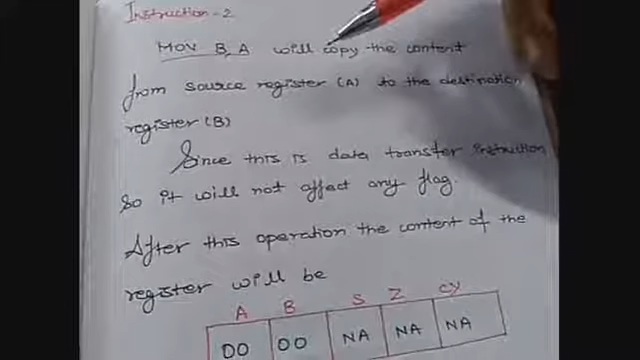 Instruction-2
MOV B, A will copy the content
from source register (A) to the destination
register (B)
Since this is data transfer instruction
So it will not affect any flag.
After this operation the content of the
register will be
A B S Z CY
00 00 NA NA NA